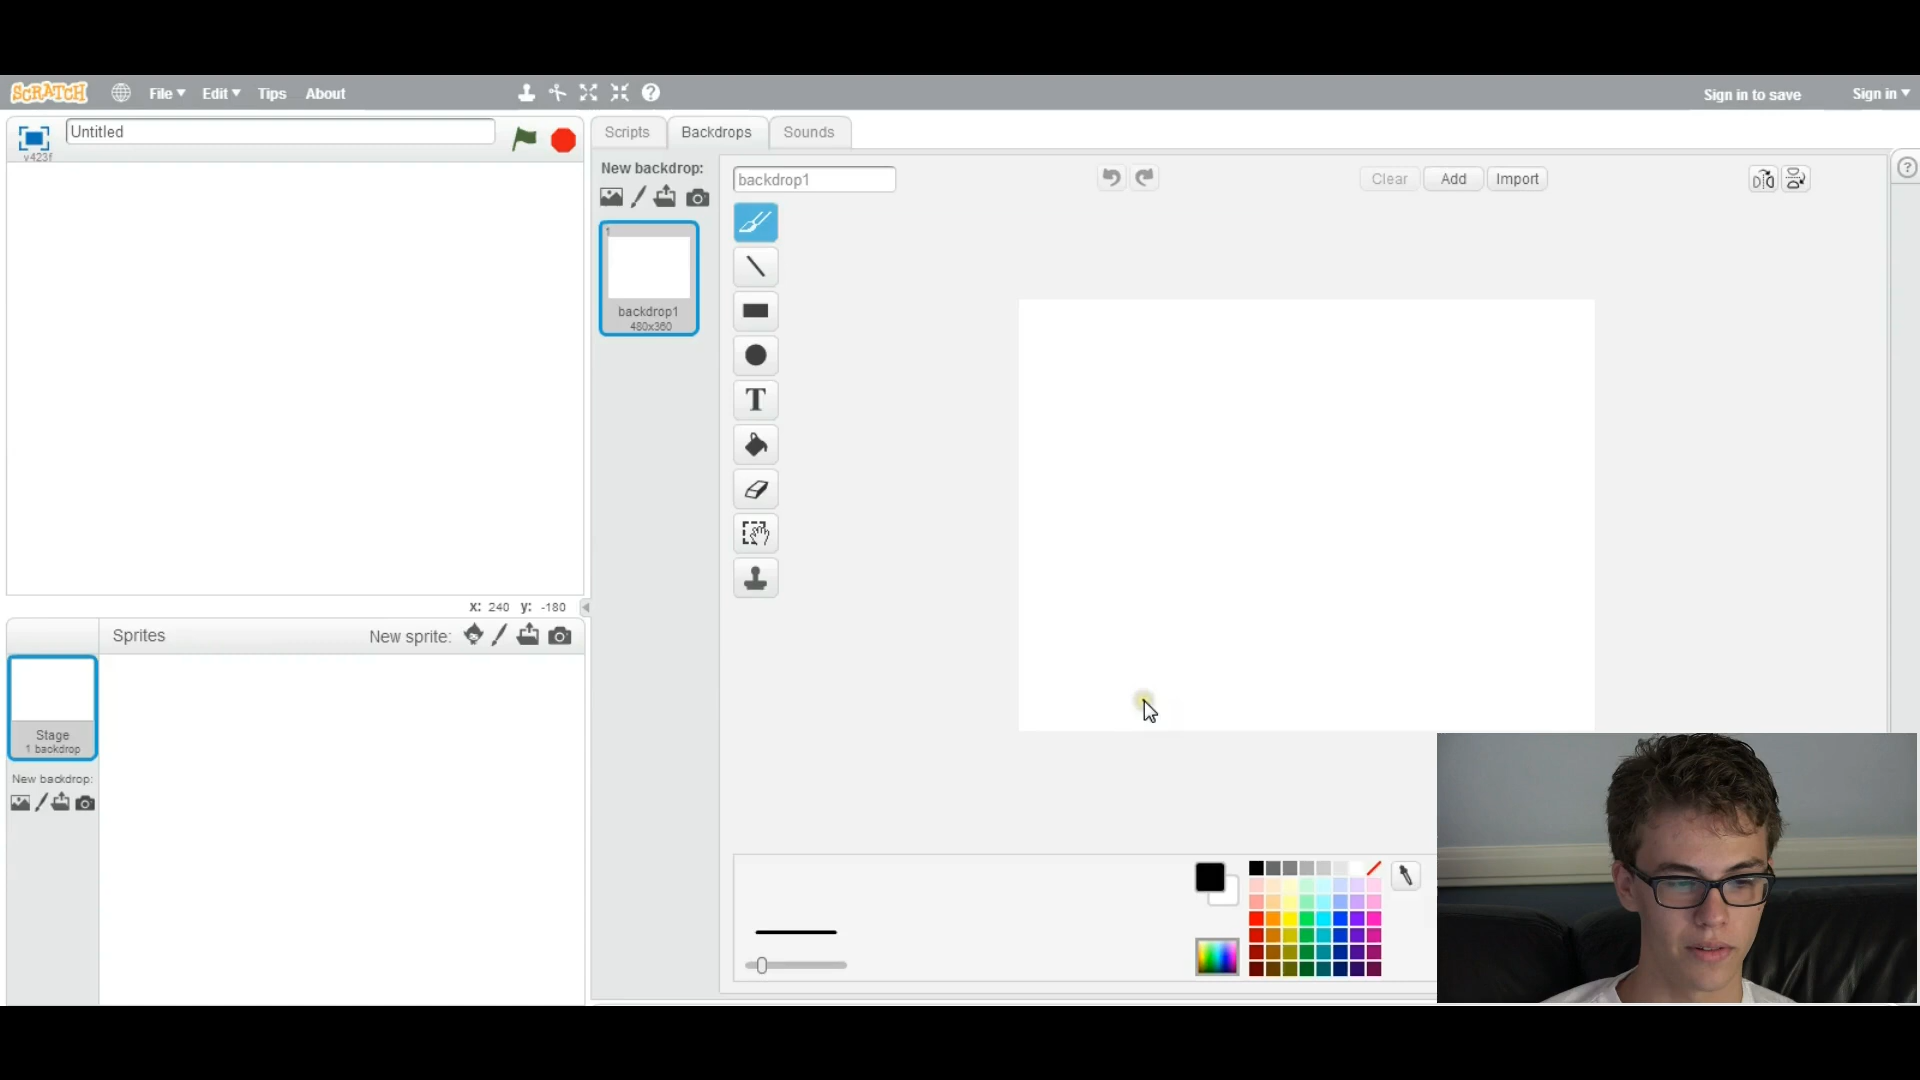 SCRATCH File Edit Tips About Sign in to save Sign in
v423f
Untitled
Scripts Backdrops Sounds
New backdrop:
backdrop1
Clear Add Import
1
backdrop1
480x360
T
x: 240 y: -180
Sprites New sprite:
Stage
1 backdrop
New backdrop: